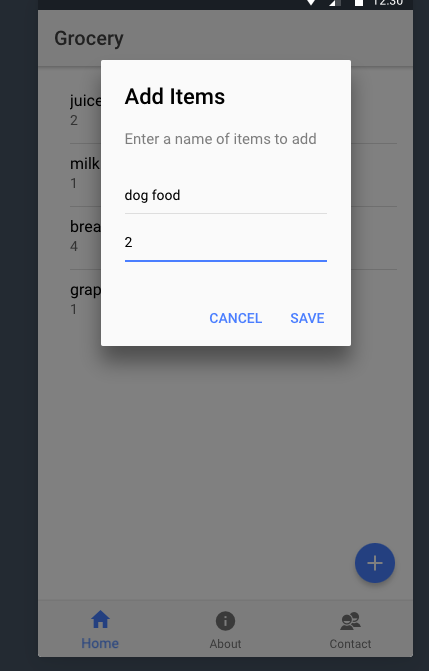 12:30
Grocery
juice
2
milk
1
brea
4
grap
1
Add Items
Enter a name of items to add
dog food
2
CANCEL SAVE
Home About Contact